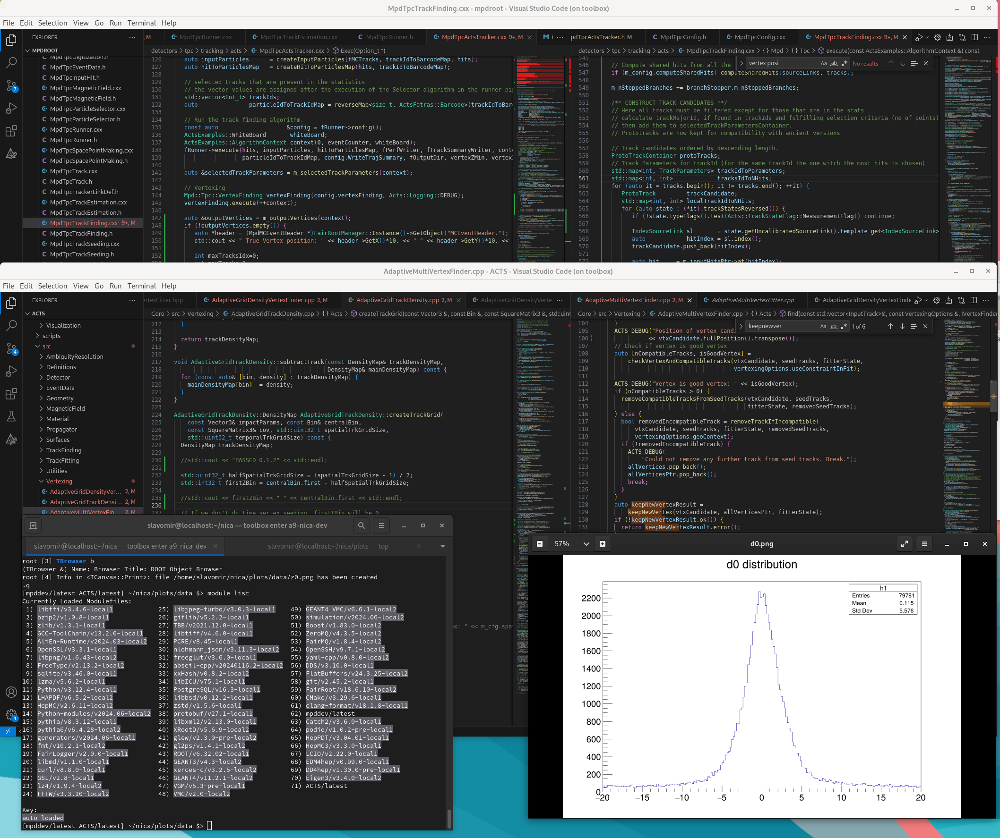 MpdTpcTrackFinding.cxx - mpdroot - Visual Studio Code (on toolbox)
File Edit Selection View Go Run Terminal Help
EXPLORER
MPDROOT
MpdTpcDigitization.h
MpdTpcEventData.h
MpdTpcInputHit.h
MpdTpcMagneticField.cxx
MpdTpcMagneticField.h
MpdTpcParticleSelector.cxx
MpdTpcParticleSelector.h
MpdTpcRunner.cxx
MpdTpcRunner.h
MpdTpcSpacePointMaking.cxx
MpdTpcSpacePointMaking.h
MpdTpcTrack.cxx
MpdTpcTrack.h
MpdTpcTrackerLinkDef.h
MpdTpcTrackEstimation.cxx
MpdTpcTrackEstimation.h
MpdTpcTrackFinding.cxx 9+, M
MpdTpcTrackFinding.h
MpdTpcTrackSeeding.cxx
MpdTpcTrackSeeding.h
7
, M MpdTpcRunner.cxx MpdTpcTrackEstimation.cxx MpdTpcRunner.h MpdTpcActsTracker.cxx 9+, M M
detectors > tpc > tracking > acts > MpdTpcActsTracker.cxx > Exec(Option_t *)
126 auto inputParticles = createInputParticles(fMCTracks, trackIdToBarcodeMap, hits);
127 auto hitToParticlesMap = createHitToParticlesMap(hits, trackIdToBarcodeMap);
128
129 // selected tracks that are present in the statistics
130 // the vector values are assigned after the execution of the Selector algorithm in the runner pi
131 std::vector<Int_t> trackIds;
132 auto particleIdToTrackIdMap = reverseMap<size_t, ActsFatras::Barcode>(trackIdToBar
133
134 // Run the track finding algorithm.
135 const auto &config = fRunner->config();
136 ActsExamples::WhiteBoard whiteBoard;
137 ActsExamples::AlgorithmContext context(0, eventCounter, whiteBoard);
138 fRunner->execute(hits, inputParticles, hitToParticlesMap, fPerfWriter, fTrackSummaryWriter, cont
139 particleIdToTrackIdMap, config.WriteTrajSummary, fOutputDir, vertexZMin, vertex
140
141 auto &selectedTrackParameters = m_selectedTrackParameters(context);
142
143 // Vertexing
144 Mpd::Tpc::VertexFinding vertexFinding(config.vertexFinding, Acts::Logging::DEBUG);
145 vertexFinding.execute(++context);
146
147 auto &outputVertices = m_outputVertices(context);
148 if (!outputVertices.empty()) {
149 auto *header = (MpdMCEventHeader *)FairRootManager::Instance()->GetObject("MCEventHeader.");
150 std::cout << " True Vertex position: " << header->GetX()*10. << " " << header->GetY()*10. <<
151
152 int maxTracksIdx=0;
pdTpcActsTracker.h M MpdTpcConfig.h MpdTpcConfig.cxx MpdTpcTrackFinding.cxx 9+, M
detectors > tpc > tracking > acts > MpdTpcTrackFinding.cxx > {} Mpd > {} Tpc > execute(const ActsExamples::AlgorithmContext &) const
vertex posi Aa ab No results
545
546 // Compute shared hits from all the
547 if (m_config.computeSharedHits) computeSharedHits(sourceLinks, tracks);
548
549 m_nStoppedBranches += branchStopper.m_nStoppedBranches;
550
551 /** CONSTRUCT TRACK CANDIDATES **/
552 // Here all tracks must be filtered except for those that are in the stats
553 // calculate trackMajorId, if found in trackIds and fulfilling selection criteria (no of points)
554 // then add them to selectedTrackParametersContainer.
555 // Prototracks are now kept for compatibility with ancient versions
556
557 // Track candidates ordered by descending length.
558 ProtoTrackContainer protoTracks;
559 // Track Parameters for trackId (for the same trackId the one witrh the most hits is chosen)
560 std::map<int, TrackParameters> trackIdToParameters;
561 std::map<int, int> tracksIdToNHits;
562 for (auto it = tracks.begin(); it != tracks.end(); ++it) {
563 ProtoTrack trackCandidate;
564 std::map<int, int> localTrackIdToNHits;
565 for (auto state : (*it).trackStatesReversed()) {
566 if (!state.typeFlags().test(Acts::TrackStateFlag::MeasurementFlag)) continue;
567
568 IndexSourceLink sl = state.getUncalibratedSourceLink().template get<IndexSourceLink>
569 auto hitIndex = sl.index();
570 trackCandidate.push_back(hitIndex);
571
572 auto hit = m_inputHitsPtr->at(hitIndex);
AdaptiveMultiVertexFinder.cpp - ACTS - Visual Studio Code (on toolbox)
File Edit Selection View Go Run Terminal Help
EXPLORER
ACTS
Visualization
scripts
src
AmbiguityResolution
Definitions
Detector
EventData
Geometry
MagneticField
Material
Propagator
Surfaces
TrackFinding
TrackFitting
Utilities
Vertexing
AdaptiveGridDensityVer... 2, M
AdaptiveGridTrackDensi... 2, M
AdaptiveMultiVertexFin... 2, M
4
1
ertexFitter.hpp AdaptiveGridDensityVertexFinder.cpp 2, M AdaptiveGridTrackDensity.cpp 2, M AdaptiveGridDensityVerte
Core > src > Vertexing > AdaptiveGridTrackDensity.cpp > {} Acts > createTrackGrid(const Vector3 &, const Bin &, const SquareMatrix3 &, std::uint
212 }
213
214 return trackDensityMap;
215 }
216
217 void AdaptiveGridTrackDensity::subtractTrack(const DensityMap& trackDensityMap,
218 DensityMap& mainDensityMap) const {
219 for (const auto& [bin, density] : trackDensityMap) {
220 mainDensityMap[bin] -= density;
221 }
222 }
223
224 AdaptiveGridTrackDensity::DensityMap AdaptiveGridTrackDensity::createTrackGrid(
225 const Vector3& impactParams, const Bin& centralBin,
226 const SquareMatrix3& cov, std::uint32_t spatialTrkGridSize,
227 std::uint32_t temporalTrkGridSize) const {
228 DensityMap trackDensityMap;
229
230 //std::cout << "PASSED 0.1.2" << std::endl;
231
232 std::uint32_t halfSpatialTrkGridSize = (spatialTrkGridSize - 1) / 2;
233 std::int32_t firstZBin = centralBin.first - halfSpatialTrkGridSize;
234
235 //std::cout << firstZBin << " " << centralBin.first << std::endl;
236
237 // If we don't do time vertex seeding, firstTBin will be 0
x: " << m_cfg.spa
AdaptiveMultiVertexFinder.cpp 2, M AdaptiveMultiVertexFitter.cpp AdaptiveGridDensityVertexFinde
Core > src > Vertexing > AdaptiveMultiVertexFinder.cpp > {} Acts > find(const std::vector<InputTrack>&, const VertexingOptions &, IVertexFinder
keepnewver Aa ab 1 of 6
104 }
105 ACTS_DEBUG("Position of vertex candi
106 << vtxCandidate.fullPosition().transpose());
107 // Check if vertex is good vertex
108 auto [nCompatibleTracks, isGoodVertex] =
109 checkVertexAndCompatibleTracks(vtxCandidate, seedTracks, fitterState,
110 vertexingOptions.useConstraintInFit);
111
112 ACTS_DEBUG("Vertex is good vertex: " << isGoodVertex);
113 if (nCompatibleTracks > 0) {
114 removeCompatibleTracksFromSeedTracks(vtxCandidate, seedTracks,
115 fitterState, removedSeedTracks);
116 } else {
117 bool removedIncompatibleTrack = removeTrackIfIncompatible(
118 vtxCandidate, seedTracks, fitterState, removedSeedTracks,
119 vertexingOptions.geoContext);
120 if (!removedIncompatibleTrack) {
121 ACTS_DEBUG(
122 "Could not remove any further track from seed tracks. Break.");
123 allVertices.pop_back();
124 allVerticesPtr.pop_back();
125 break;
126 }
127 }
128 auto keepNewVertexResult =
129 keepNewVertex(vtxCandidate, allVerticesPtr, fitterState);
130 if (!keepNewVertexResult.ok()) {
131 return keepNewVertexResult.error();
slavomir@localhost:~/nica — toolbox enter a9-nica-dev
slavomir@localhost:~/nica — toolbox enter a9-nica-dev slavomir@localhost:~/nica/plots — top
root [3] TBrowser b
(TBrowser &) Name: Browser Title: ROOT Object Browser
root [4] Info in <TCanvas::Print>: file /home/slavomir/nica/plots/data/z0.png has been created
.q
[mpddev/latest ACTS/latest] ~/nica/plots/data $> module list
Currently Loaded Modulefiles:
1) libffi/v3.4.6-local1 25) libjpeg-turbo/v3.0.3-local1 49) GEANT4_VMC/v6.6.1-local2
2) bzip2/v1.0.8-local1 26) giflib/v5.2.2-local1 50) simulation/v2024.06-local2
3) zlib/v1.3.1-local1 27) TBB/v2021.12.0-local1 51) Boost/v1.83.0-local2
4) GCC-ToolChain/v13.2.0-local1 28) libtiff/v4.6.0-local1 52) ZeroMQ/v4.3.5-local2
5) AliEn-Runtime/v2024.03-local2 29) PCRE/v8.45-local1 53) FairMQ/v1.8.4-local2
6) OpenSSL/v3.3.1-local1 30) nlohmann_json/v3.11.3-local2 54) OpenSSH/v9.7.1-local2
7) libpng/v1.6.43-local2 31) freeglut/v3.6.0-local1 55) yaml-cpp/v0.8.0-local2
8) FreeType/v2.13.2-local2 32) abseil-cpp/v20240116.2-local2 56) DDS/v3.10.0-local1
9) sqlite/v3.46.0-local1 33) xxHash/v0.8.2-local2 57) FlatBuffers/v24.3.25-local2
10) lzma/v5.6.2-local1 34) libICU/v75.1-local1 58) git/v2.45.2-local1
11) Python/v3.12.4-local1 35) PostgreSQL/v16.3-local1 59) FairRoot/v18.6.10-local2
12) LHAPDF/v6.5.2-local2 36) libbsd/v0.12.2-local1 60) CMake/v3.29.6-local1
13) HepMC/v2.6.11-local2 37) zstd/v1.5.6-local1 61) clang-format/v18.1.8-local1
14) Python-modules/v2024.06-local2 38) protobuf/v27.1-local1 62) mpddev/latest
15) pythia/v8.3.12-local1 39) libxml2/v2.13.0-local1 63) Catch2/v3.6.0-local1
16) pythia6/v6.4.28-local2 40) XRootD/v5.6.9-local2 64) podio/v1.0.2-pre-local1
17) generators/v2024.06-local1 41) glew/v2.3.0-pre-local2 65) HepPDT/v3.04.01-local1
18) fmt/v10.2.1-local2 42) gl2ps/v1.4.1-local2 66) HepMC3/v3.3.0-local1
19) FairLogger/v2.0.0-local1 43) ROOT/v6.32.02-local1 67) LCIO/v2.22.0-local1
20) libmd/v1.1.0-local1 44) GEANT3/v4.3-local2 68) EDM4hep/v0.99.0-local1
21) curl/v8.8.0-local1 45) xerces-c/v3.2.5-local2 69) DD4hep/v1.30.0-pre-local1
22) GSL/v2.8-local1 46) GEANT4/v11.2.1-local2 70) Eigen3/v3.4.0-local2
23) lz4/v1.9.4-local2 47) VGM/v5.3-pre-local1 71) ACTS/latest
24) FFTW/v3.3.10-local2 48) VMC/v2.0-local2
Key:
auto-loaded
[mpddev/latest ACTS/latest] ~/nica/plots/data $>
57% d0.png
d0 distribution
h1
Entries 79781
Mean 0.115
Std Dev 5.576
2200
2000
1800
1600
1400
1200
1000
800
600
400
200
0
−20 −15 −10 −5 0 5 10 15 20